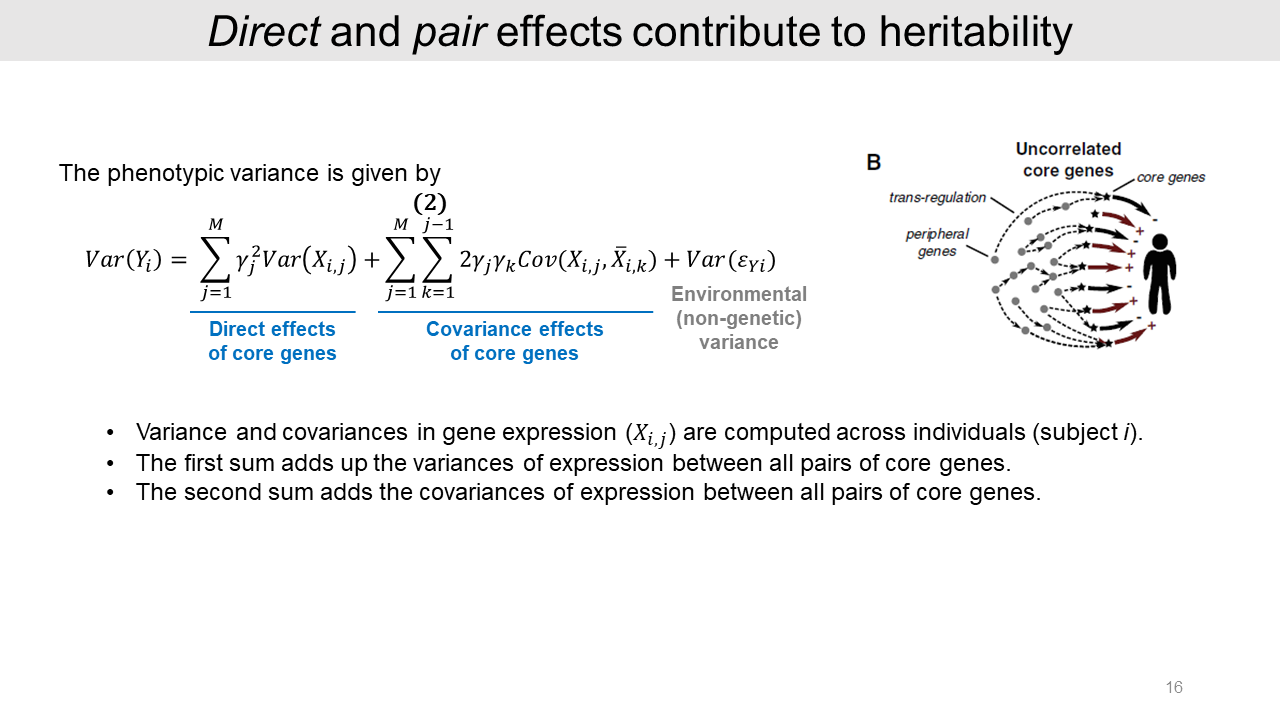 Direct and pair effects contribute to heritability
The phenotypic variance is given by
(2)
Var(Y_i) = \sum_{j=1}^{M} γ_j^2 Var(X_{i,j}) + \sum_{j=1}^{M} \sum_{k=1}^{j-1} 2γ_jγ_k Cov(X_{i,j}, \bar{X}_{i,k}) + Var(ε_{Yi})
Direct effects
of core genes
Covariance effects
of core genes
Environmental
(non-genetic)
variance
B
Uncorrelated
core genes
core genes
trans-regulation
peripheral
genes
-
+
-
+
-
+
-
+
-
+
• Variance and covariances in gene expression (X_{i,j}) are computed across individuals (subject i).
• The first sum adds up the variances of expression between all pairs of core genes.
• The second sum adds the covariances of expression between all pairs of core genes.
16